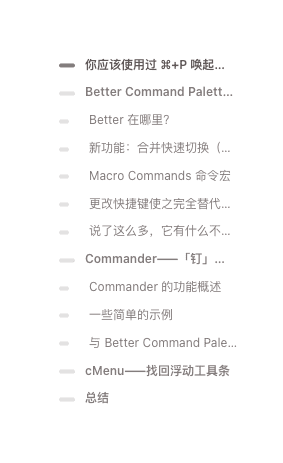 你应该使用过 ⌘+P 唤起...
Better Command Palett...
Better 在哪里？
新功能：合并快速切换（...
Macro Commands 命令宏
更改快捷键使之完全替代...
说了这么多，它有什么不...
Commander——「钉」...
Commander 的功能概述
一些简单的示例
与 Better Command Pale...
cMenu——找回浮动工具条
总结